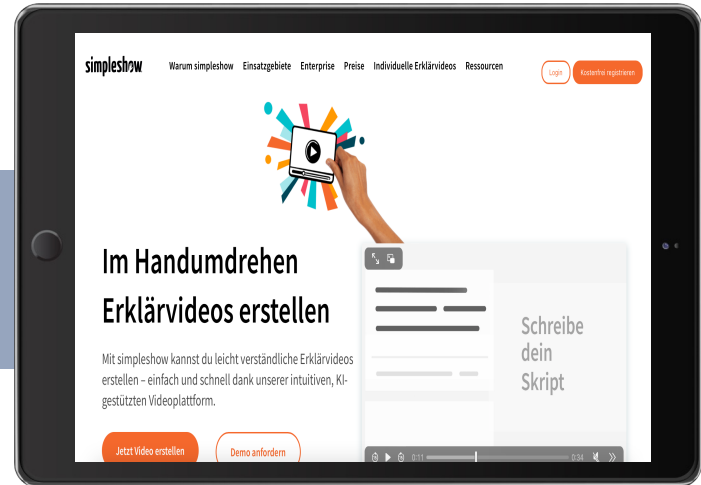 simpleshow
Warum simpleshow Einsatzgebiete Enterprise Preise Individuelle Erklärvideos Ressourcen
Login
Kostenfrei registrieren
Im Handumdrehen
Erklärvideos erstellen
Mit simpleshow kannst du leicht verständliche Erklärvideos
erstellen – einfach und schnell dank unserer intuitiven, KI-
gestützten Videoplattform.
Jetzt Video erstellen
Demo anfordern
Schreibe
dein
Skript
0:11
0:34